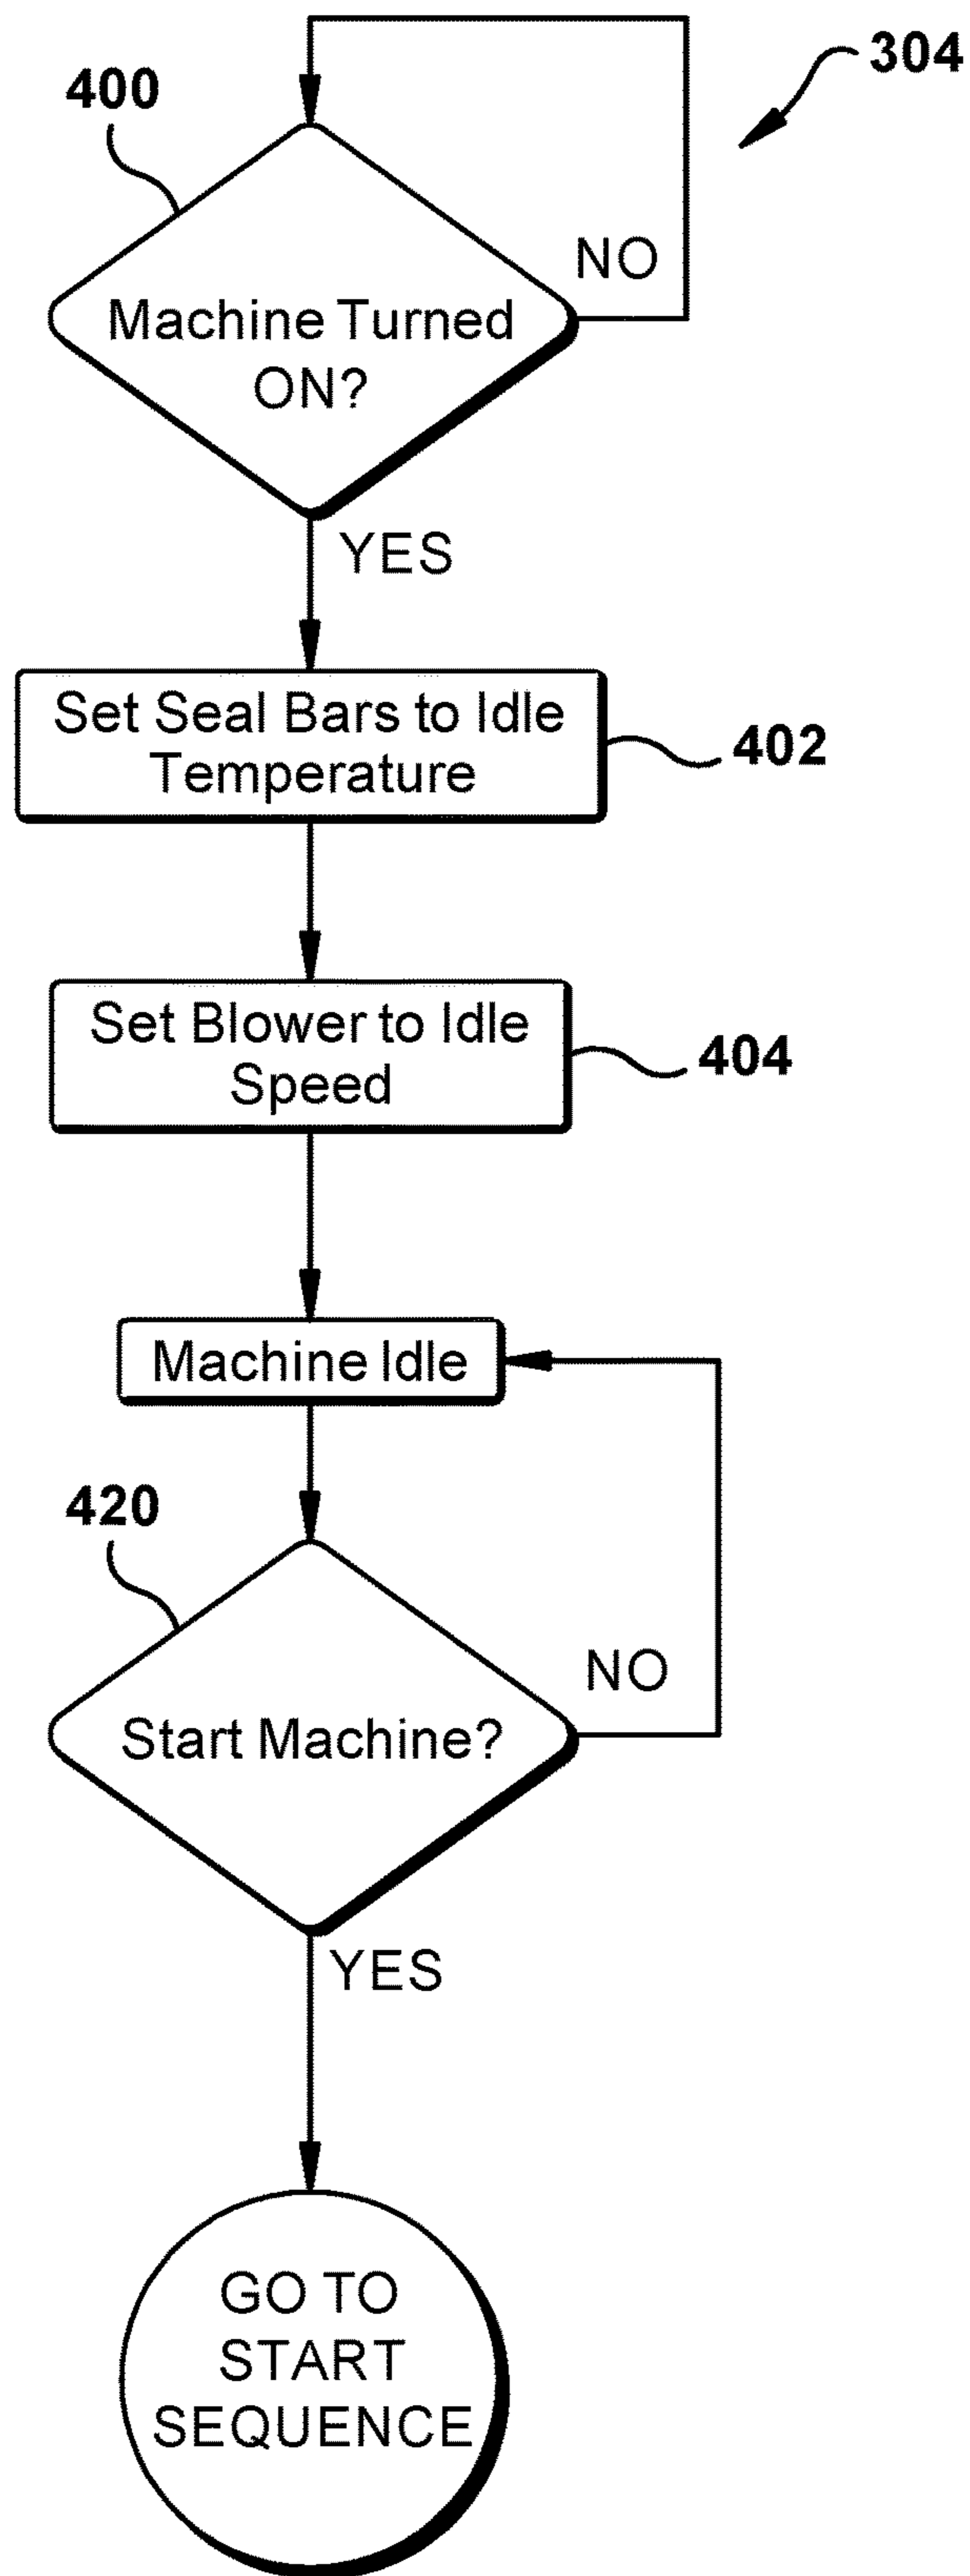 304
400
NO
Machine Turned
ON?
YES
Set Seal Bars to Idle
Temperature
402
Set Blower to Idle
Speed
404
Machine Idle
420
NO
Start Machine?
YES
GO TO
START
SEQUENCE